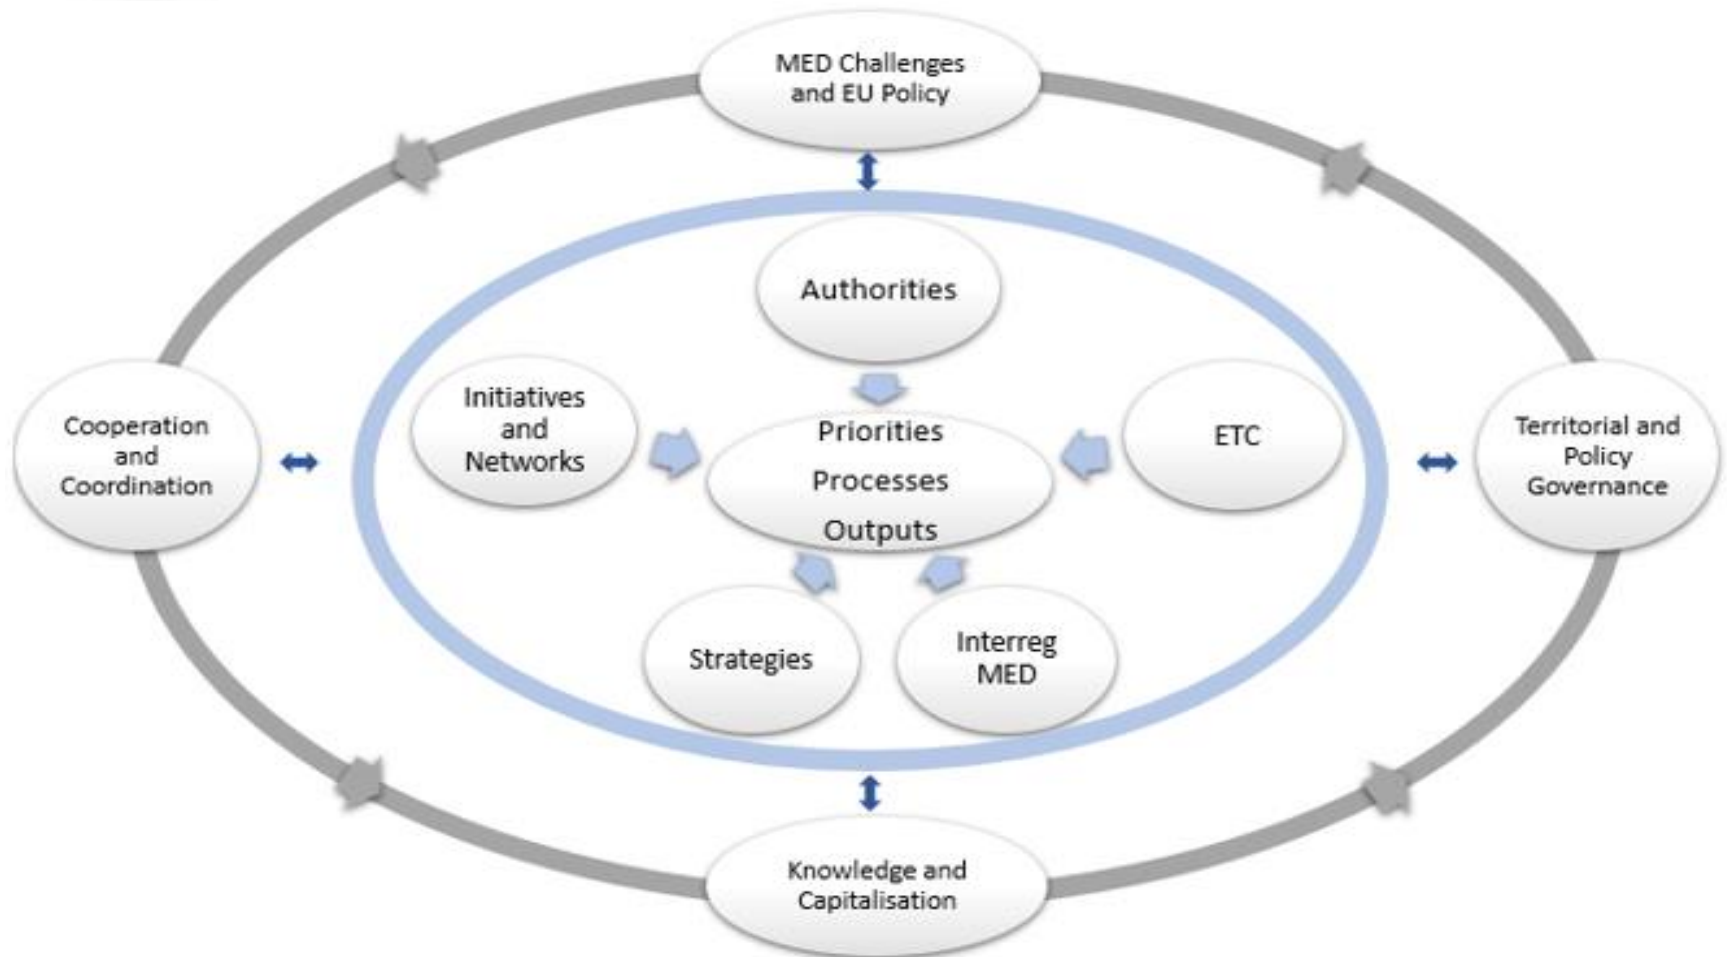 MED Challenges
and EU Policy
Authorities
Initiatives
and
Networks
Priorities
Processes
Outputs
ETC
Cooperation
and
Coordination
Territorial and
Policy
Governance
Strategies
Interreg
MED
Knowledge and
Capitalisation